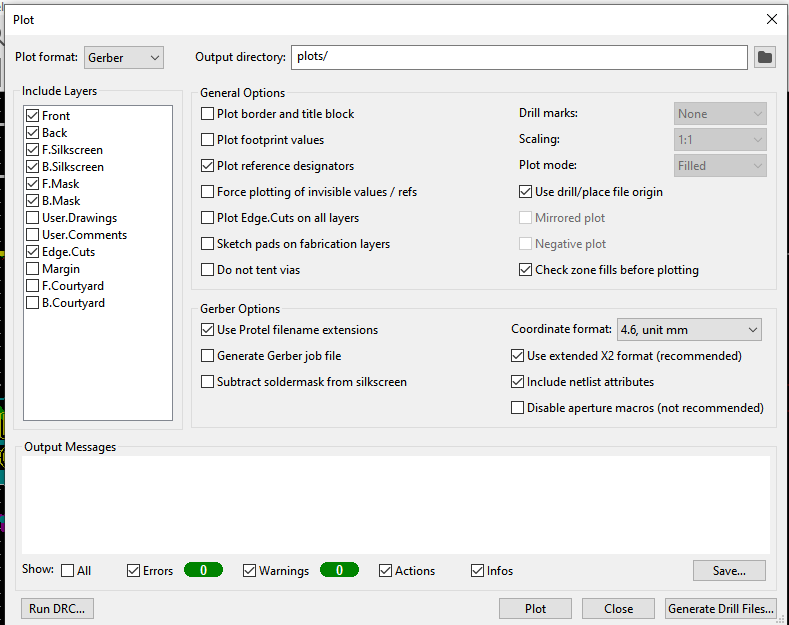 Plot
Plot format: Gerber
Output directory: plots/
Include Layers
Front
Back
F.Silkscreen
B.Silkscreen
F.Mask
B.Mask
User.Drawings
User.Comments
Edge.Cuts
Margin
F.Courtyard
B.Courtyard
General Options
Plot border and title block
Plot footprint values
Plot reference designators
Force plotting of invisible values / refs
Plot Edge.Cuts on all layers
Sketch pads on fabrication layers
Do not tent vias
Drill marks: None
Scaling: 1:1
Plot mode: Filled
Use drill/place file origin
Mirrored plot
Negative plot
Check zone fills before plotting
Gerber Options
Use Protel filename extensions
Generate Gerber job file
Subtract soldermask from silkscreen
Coordinate format: 4.6, unit mm
Use extended X2 format (recommended)
Include netlist attributes
Disable aperture macros (not recommended)
Output Messages
Show: All Errors 0 Warnings 0 Actions Infos Save...
Run DRC... Plot Close Generate Drill Files...